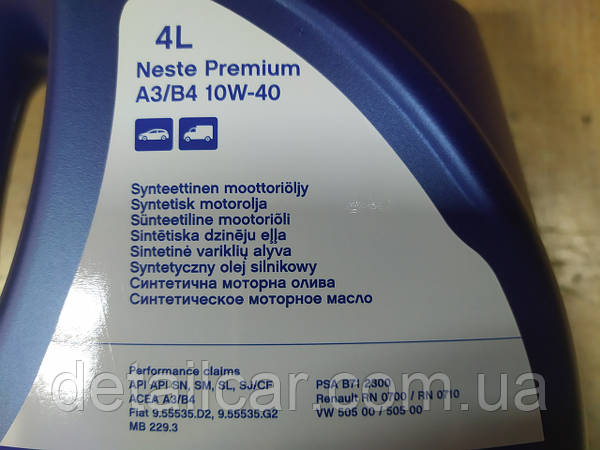 4L
Neste Premium
A3/B4 10W-40
Synteettinen moottoriöljy
Syntetisk motorolja
Sünteetiline mootoriõli
Sintētiska dzinēju eļļa
Sintetinė variklių alyva
Syntetyczny olej silnikowy
Синтетична моторна олива
Синтетическое моторное масло
Performance claims
API API SN, SM, SL, SJ/CF
ACEA A3/B4
Fiat 9.55535.D2, 9.55535.G2
MB 229.3
PSA B71 2300
Renault RN 0700 / RN 0710
VW 505 00 / 505 00
detailcar.com.ua